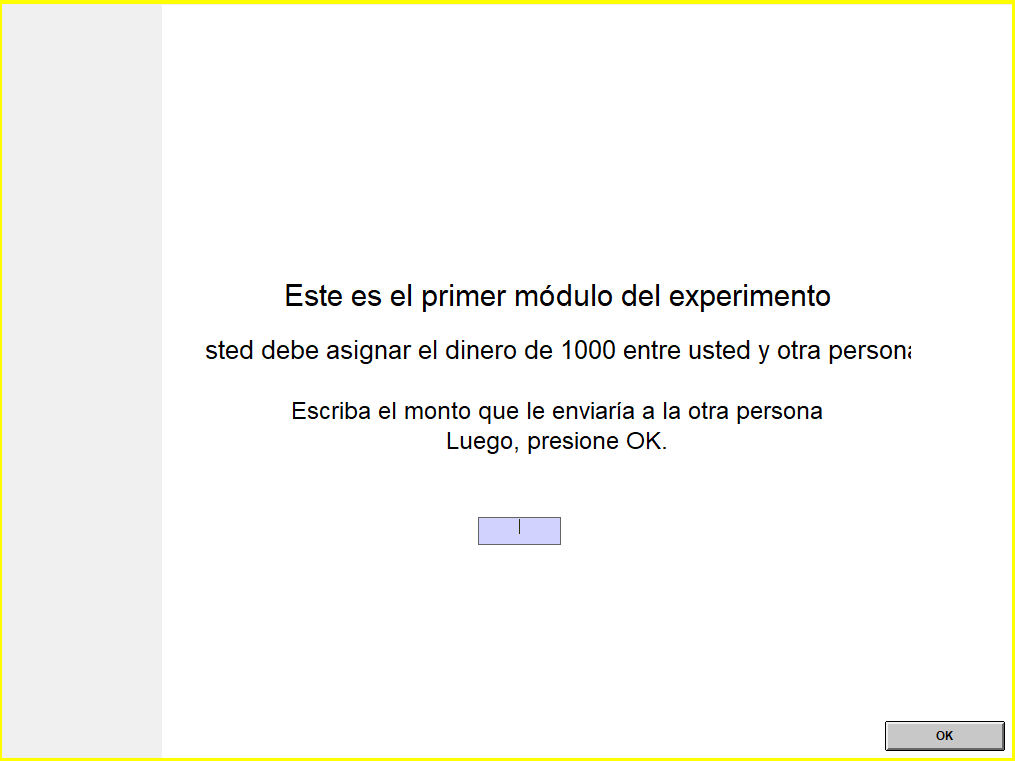 Este es el primer módulo del experimento
sted debe asignar el dinero de 1000 entre usted y otra persona
Escriba el monto que le enviaría a la otra persona
Luego, presione OK.
OK